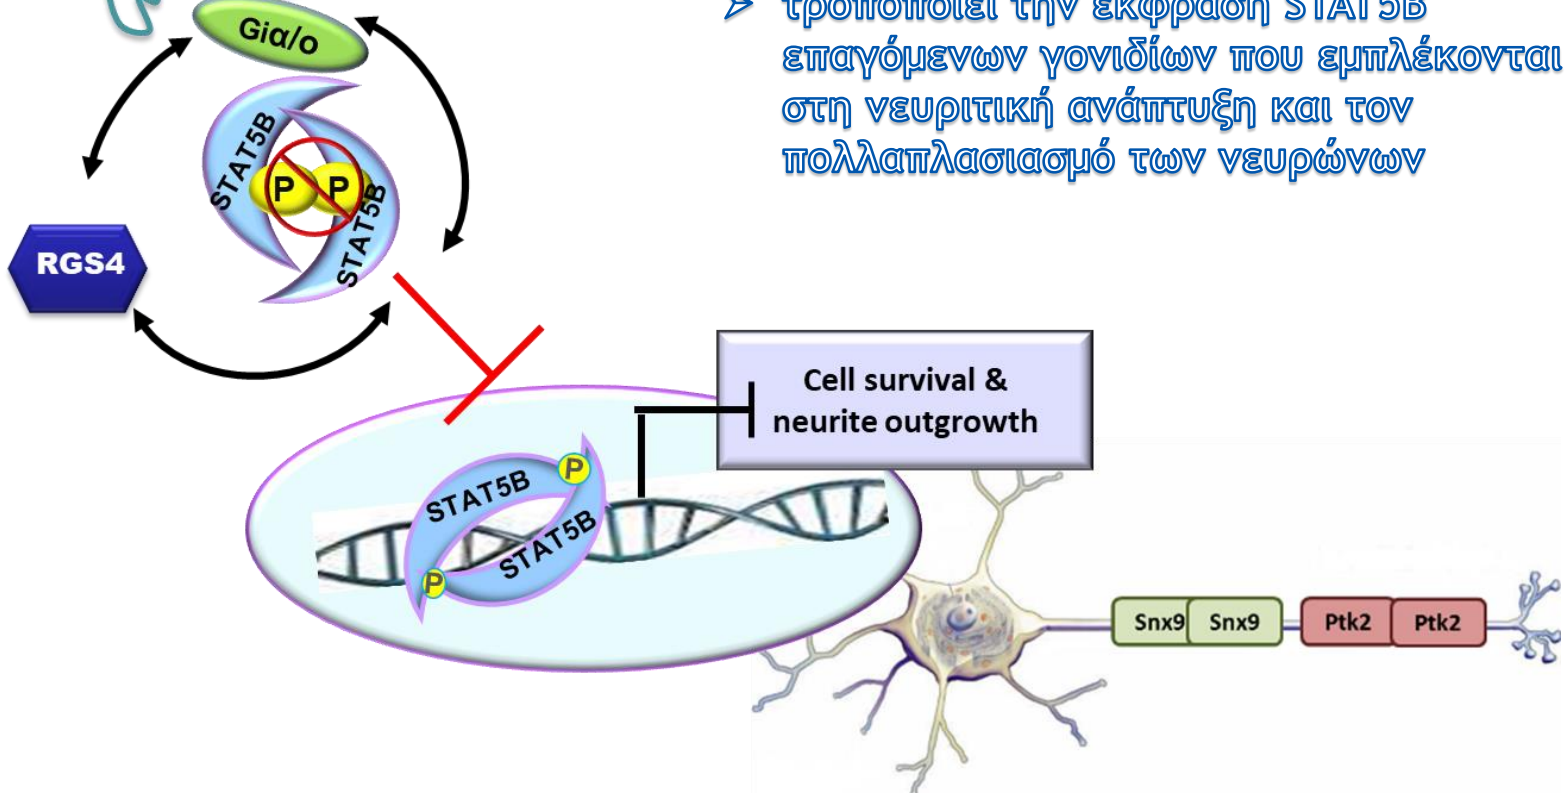 Giα/o
τροποποιεί την έκφραση STAT5B
επαγόμενων γονιδίων που εμπλέκονται
στη νευριτική ανάπτυξη και τον
πολλαπλασιασμό των νευρώνων
STAT5B
P P
STAT5B
RGS4
Cell survival &
neurite outgrowth
P
STAT5B
STAT5B
P
Snx9 Snx9 Ptk2 Ptk2